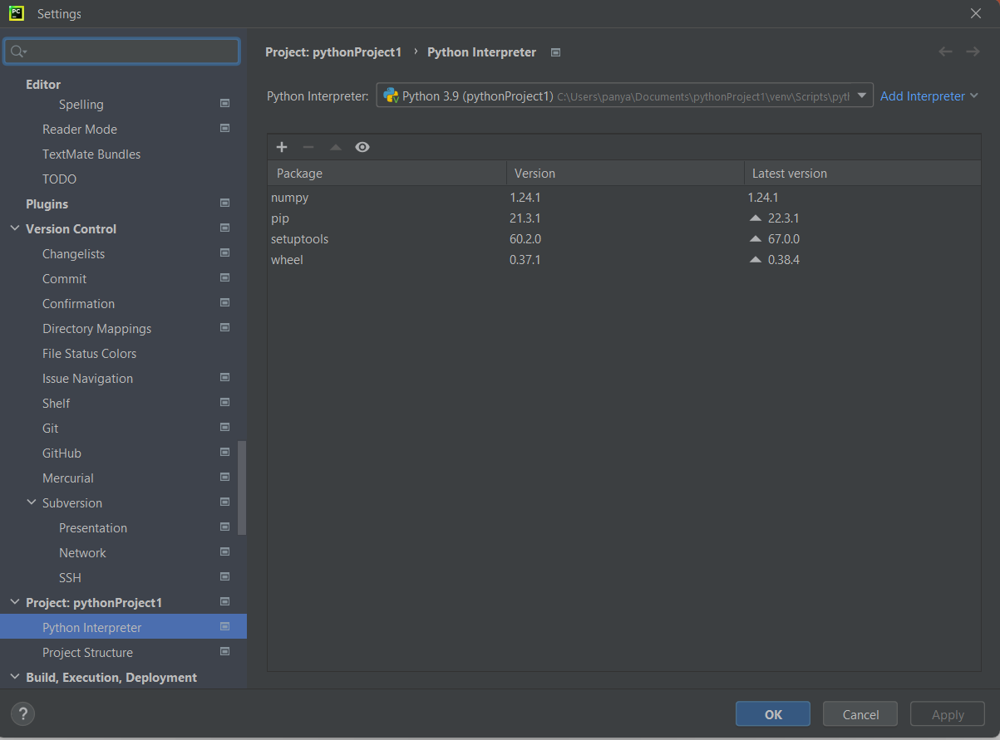 PC Settings
Project: pythonProject1 › Python Interpreter
Editor
Spelling
Reader Mode
TextMate Bundles
TODO
Plugins
Version Control
Changelists
Commit
Confirmation
Directory Mappings
File Status Colors
Issue Navigation
Shelf
Git
GitHub
Mercurial
Subversion
Presentation
Network
SSH
Project: pythonProject1
Python Interpreter
Project Structure
Build, Execution, Deployment
Python Interpreter: Python 3.9 (pythonProject1) C:\Users\panya\Documents\pythonProject1\venv\Scripts\pytl Add Interpreter
Package Version Latest version
numpy 1.24.1 1.24.1
pip 21.3.1 22.3.1
setuptools 60.2.0 67.0.0
wheel 0.37.1 0.38.4
? OK Cancel Apply